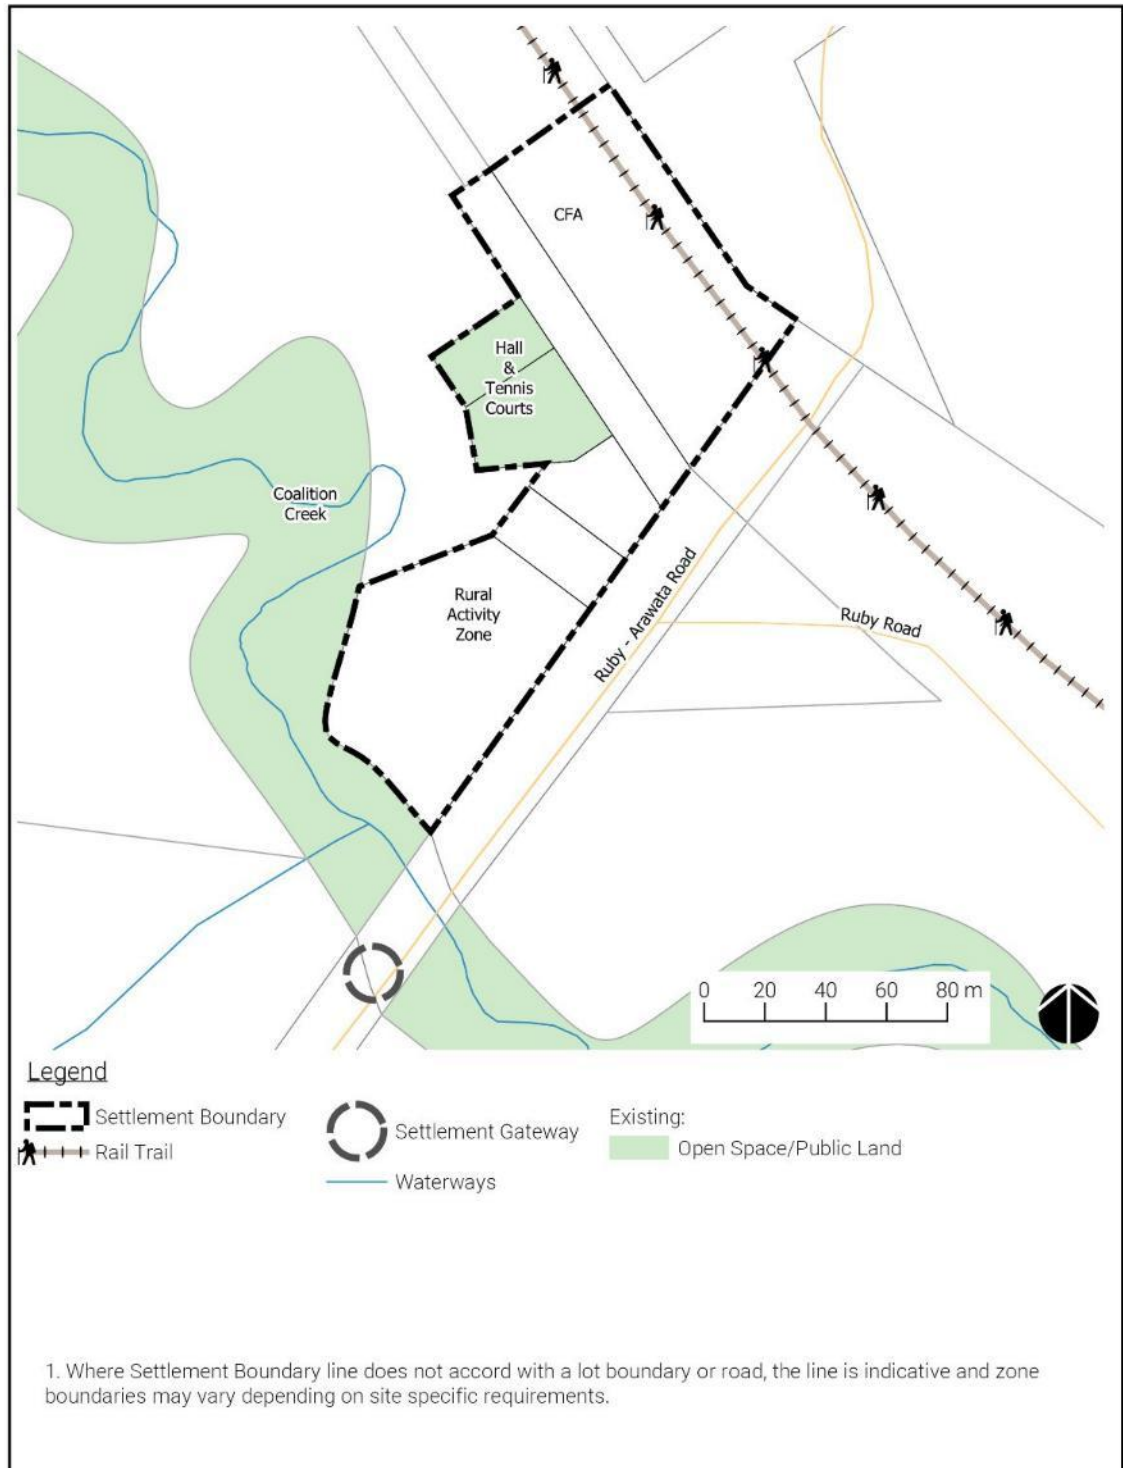 CFA
Hall
&
Tennis
Courts
Coalition
Creek
Rural
Activity
Zone
Ruby - Arawata Road
Ruby Road
0 20 40 60 80 m
Legend
Settlement Boundary
Rail Trail
Settlement Gateway
Waterways
Existing:
Open Space/Public Land
1. Where Settlement Boundary line does not accord with a lot boundary or road, the line is indicative and zone
boundaries may vary depending on site specific requirements.